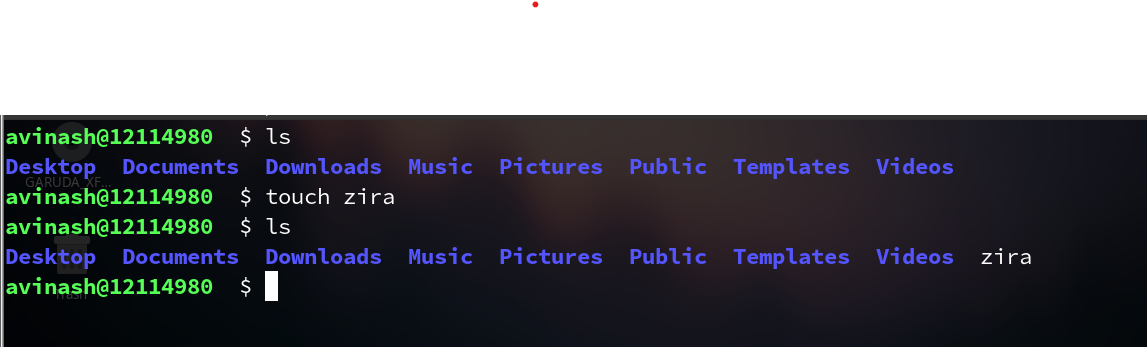 avinash@12114980 $ ls
Desktop Documents Downloads Music Pictures Public Templates Videos
GARUDA_XF...
avinash@12114980 $ touch zira
avinash@12114980 $ ls
Desktop Documents Downloads Music Pictures Public Templates Videos zira
avinash@12114980 $